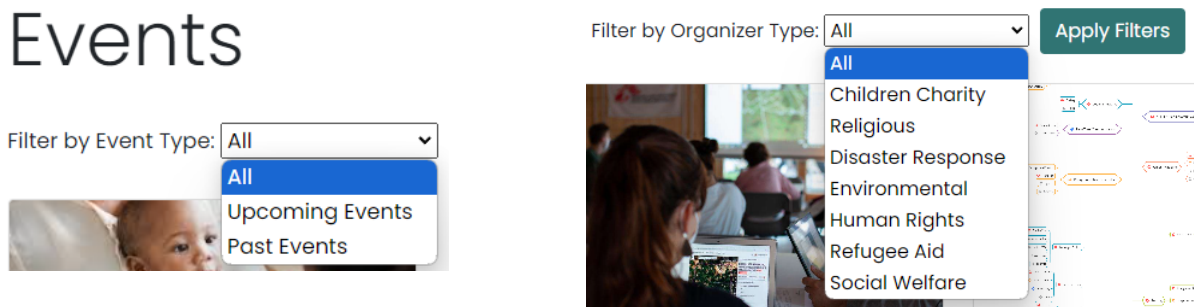 Events
Filter by Event Type: All
All
Upcoming Events
Past Events
Filter by Organizer Type: All
Apply Filters
All
Children Charity
Religious
Disaster Response
Environmental
Human Rights
Refugee Aid
Social Welfare